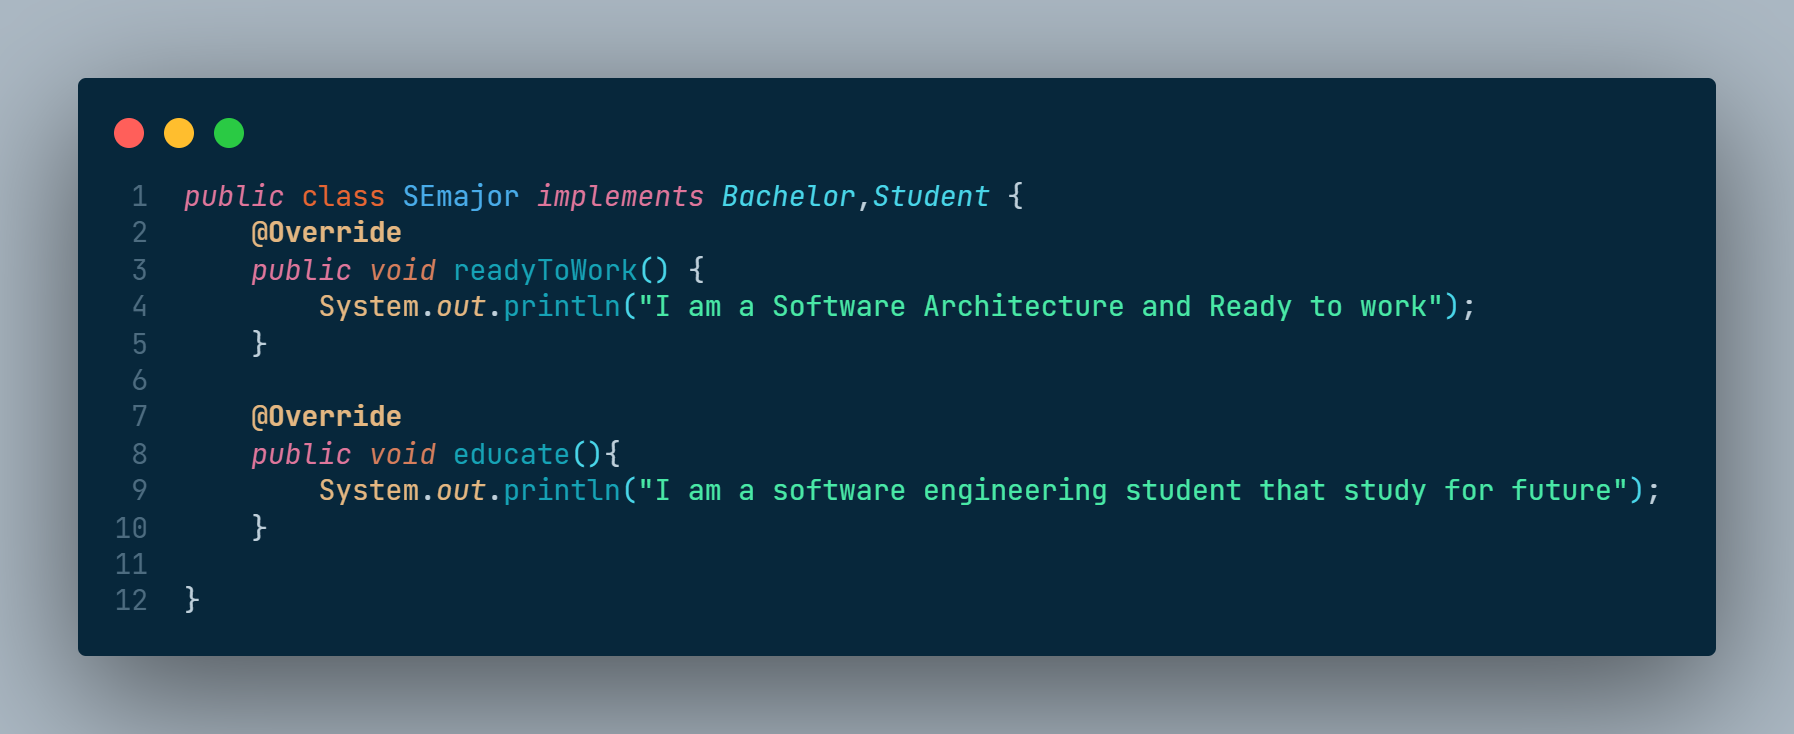 1 public class SEmajor implements Bachelor,Student {
2     @Override
3     public void readyToWork() {
4         System.out.println("I am a Software Architecture and Ready to work");
5     }
6
7     @Override
8     public void educate(){
9         System.out.println("I am a software engineering student that study for future");
10     }
11
12 }